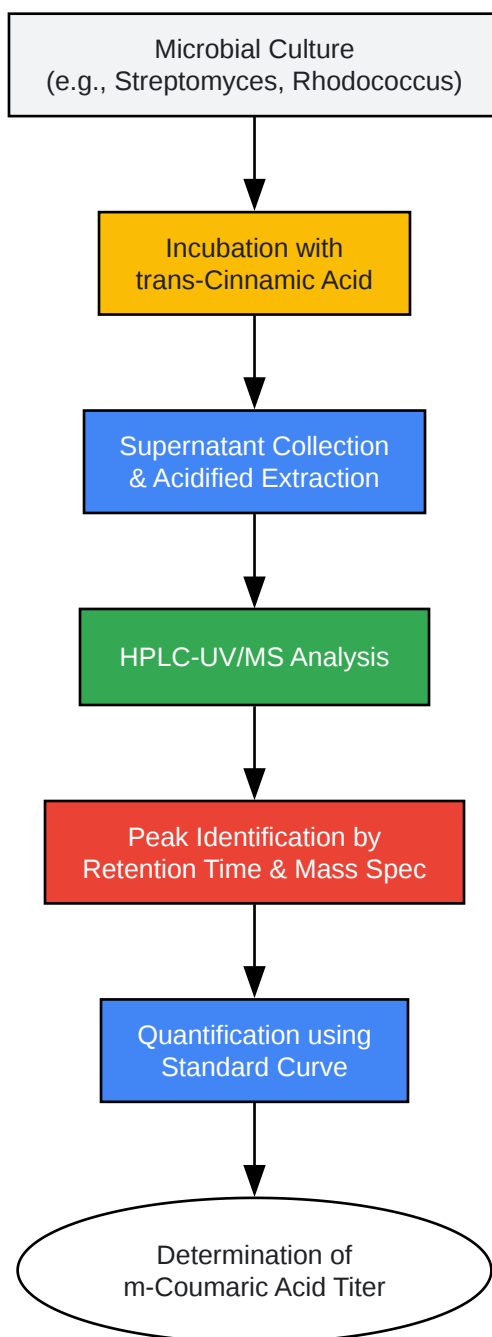 Microbial Culture
(e.g., Streptomyces, Rhodococcus)
Incubation with
trans-Cinnamic Acid
Supernatant Collection
& Acidified Extraction
HPLC-UV/MS Analysis
Peak Identification by
Retention Time & Mass Spec
Quantification using
Standard Curve
Determination of
m-Coumaric Acid Titer